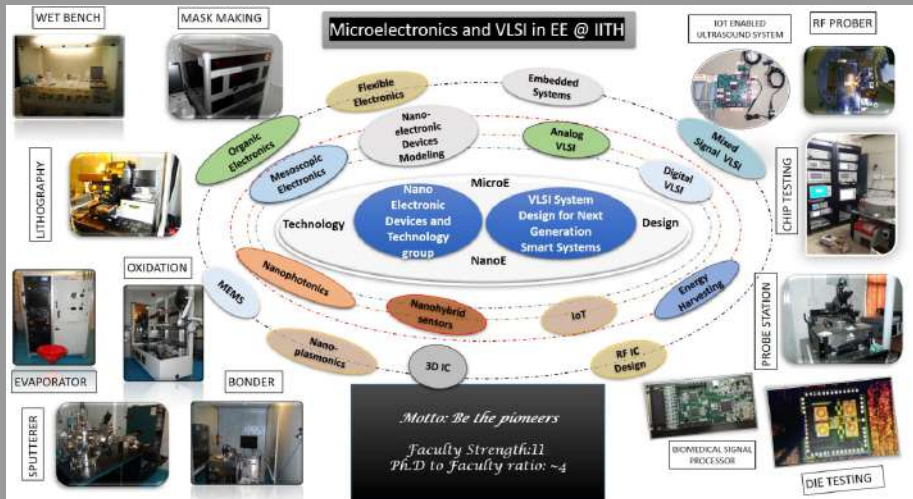 WET BENCH
MASK MAKING
Microelectronics and VLSI in EE @ IITH
IOT ENABLED
ULTRASOUND SYSTEM
RF PROBER
Flexible
Electronics
Embedded
Systems
Organic
Electronics
Nano-
electronic
Devices
Modeling
Analog
VLSI
Mixed
Signal VLSI
Mesoscopic
Electronics
Digital
VLSI
LITHOGRAPHY
CHIP TESTING
MicroE
Technology
Nano
Electronic
Devices and
Technology
group
VLSI System
Design for Next
Generation
Smart Systems
Design
NanoE
OXIDATION
MEMS
Nanophotonics
Nanohybrid
sensors
IoT
Energy
Harvesting
PROBE STATION
Nano-
plasmonics
3D IC
RF IC
Design
EVAPORATOR
BONDER
SPUTTERER
Motto: Be the pioneers
Faculty Strength:11
Ph.D to Faculty ratio: ~4
BIOMEDICAL SIGNAL
PROCESSOR
DIE TESTING